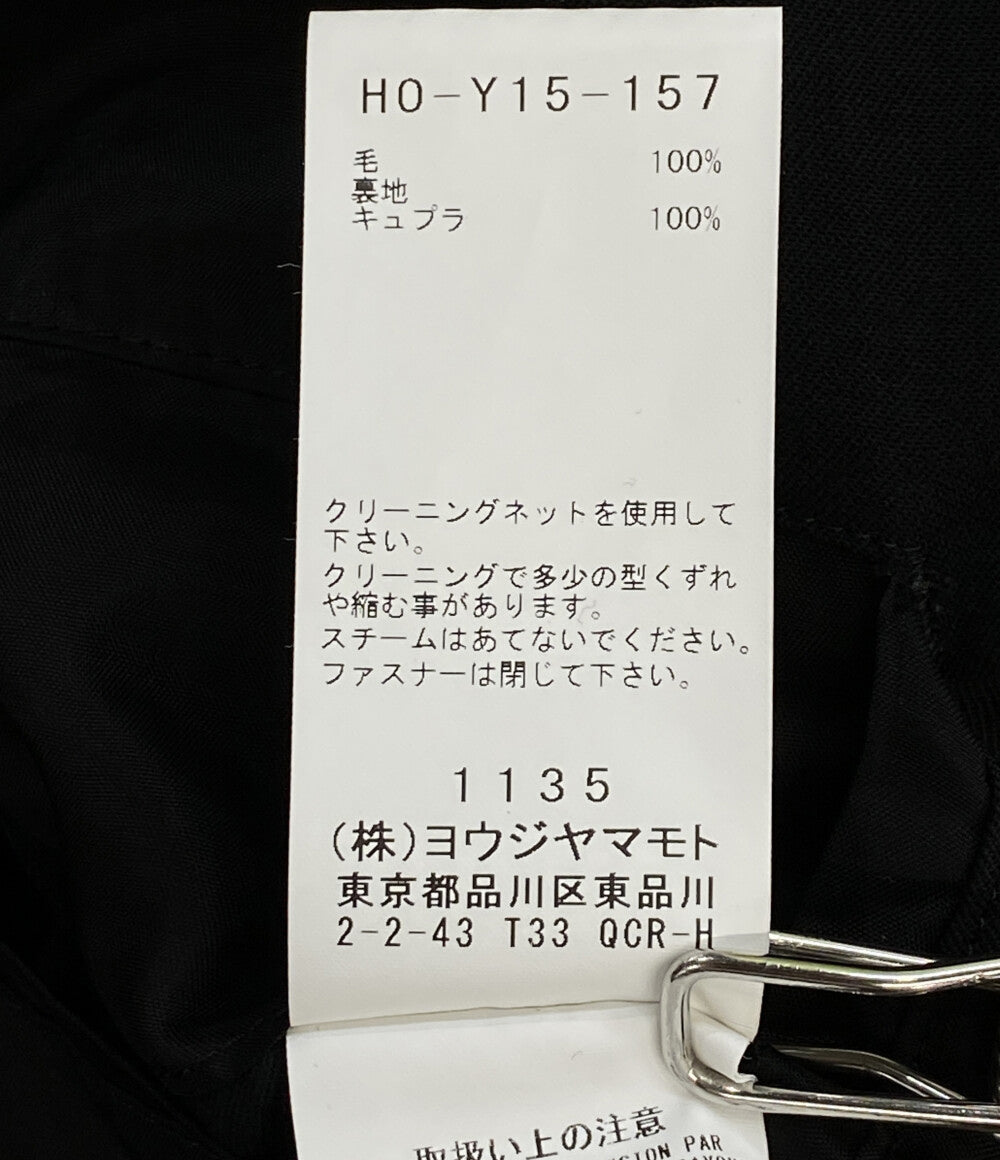 HO-Y15-157
毛 100%
裏地
キュプラ 100%
クリーニングネットを使用して
下さい。
クリーニングで多少の型くずれ
や縮む事があります。
スチームはあてないでください。
ファスナーは閉じて下さい。
1135
(株)ヨウジヤマモト
東京都品川区東品川
2-2-43 T33 QCR-H
取扱い上の注意
PAR